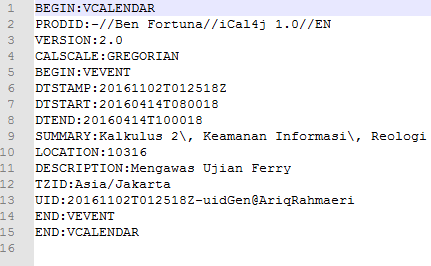 1 BEGIN:VCALENDAR
2 PRODID:-//Ben Fortuna//iCal4j 1.0//EN
3 VERSION:2.0
4 CALSCALE:GREGORIAN
5 BEGIN:VEVENT
6 DTSTAMP:20161102T012518Z
7 DTSTART:20160414T080018
8 DTEND:20160414T100018
9 SUMMARY:Kalkulus 2\, Keamanan Informasi\, Reologi
10 LOCATION:10316
11 DESCRIPTION:Mengawas Ujian Ferry
12 TZID:Asia/Jakarta
13 UID:20161102T012518Z-uidGen@AriqRahmaeri
14 END:VEVENT
15 END:VCALENDAR
16